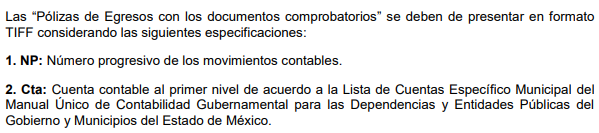 Las “Pólizas de Egresos con los documentos comprobatorios” se deben de presentar en formato
TIFF considerando las siguientes especificaciones:
1. NP: Número progresivo de los movimientos contables.
2. Cta: Cuenta contable al primer nivel de acuerdo a la Lista de Cuentas Específico Municipal del
Manual Único de Contabilidad Gubernamental para las Dependencias y Entidades Públicas del
Gobierno y Municipios del Estado de México.